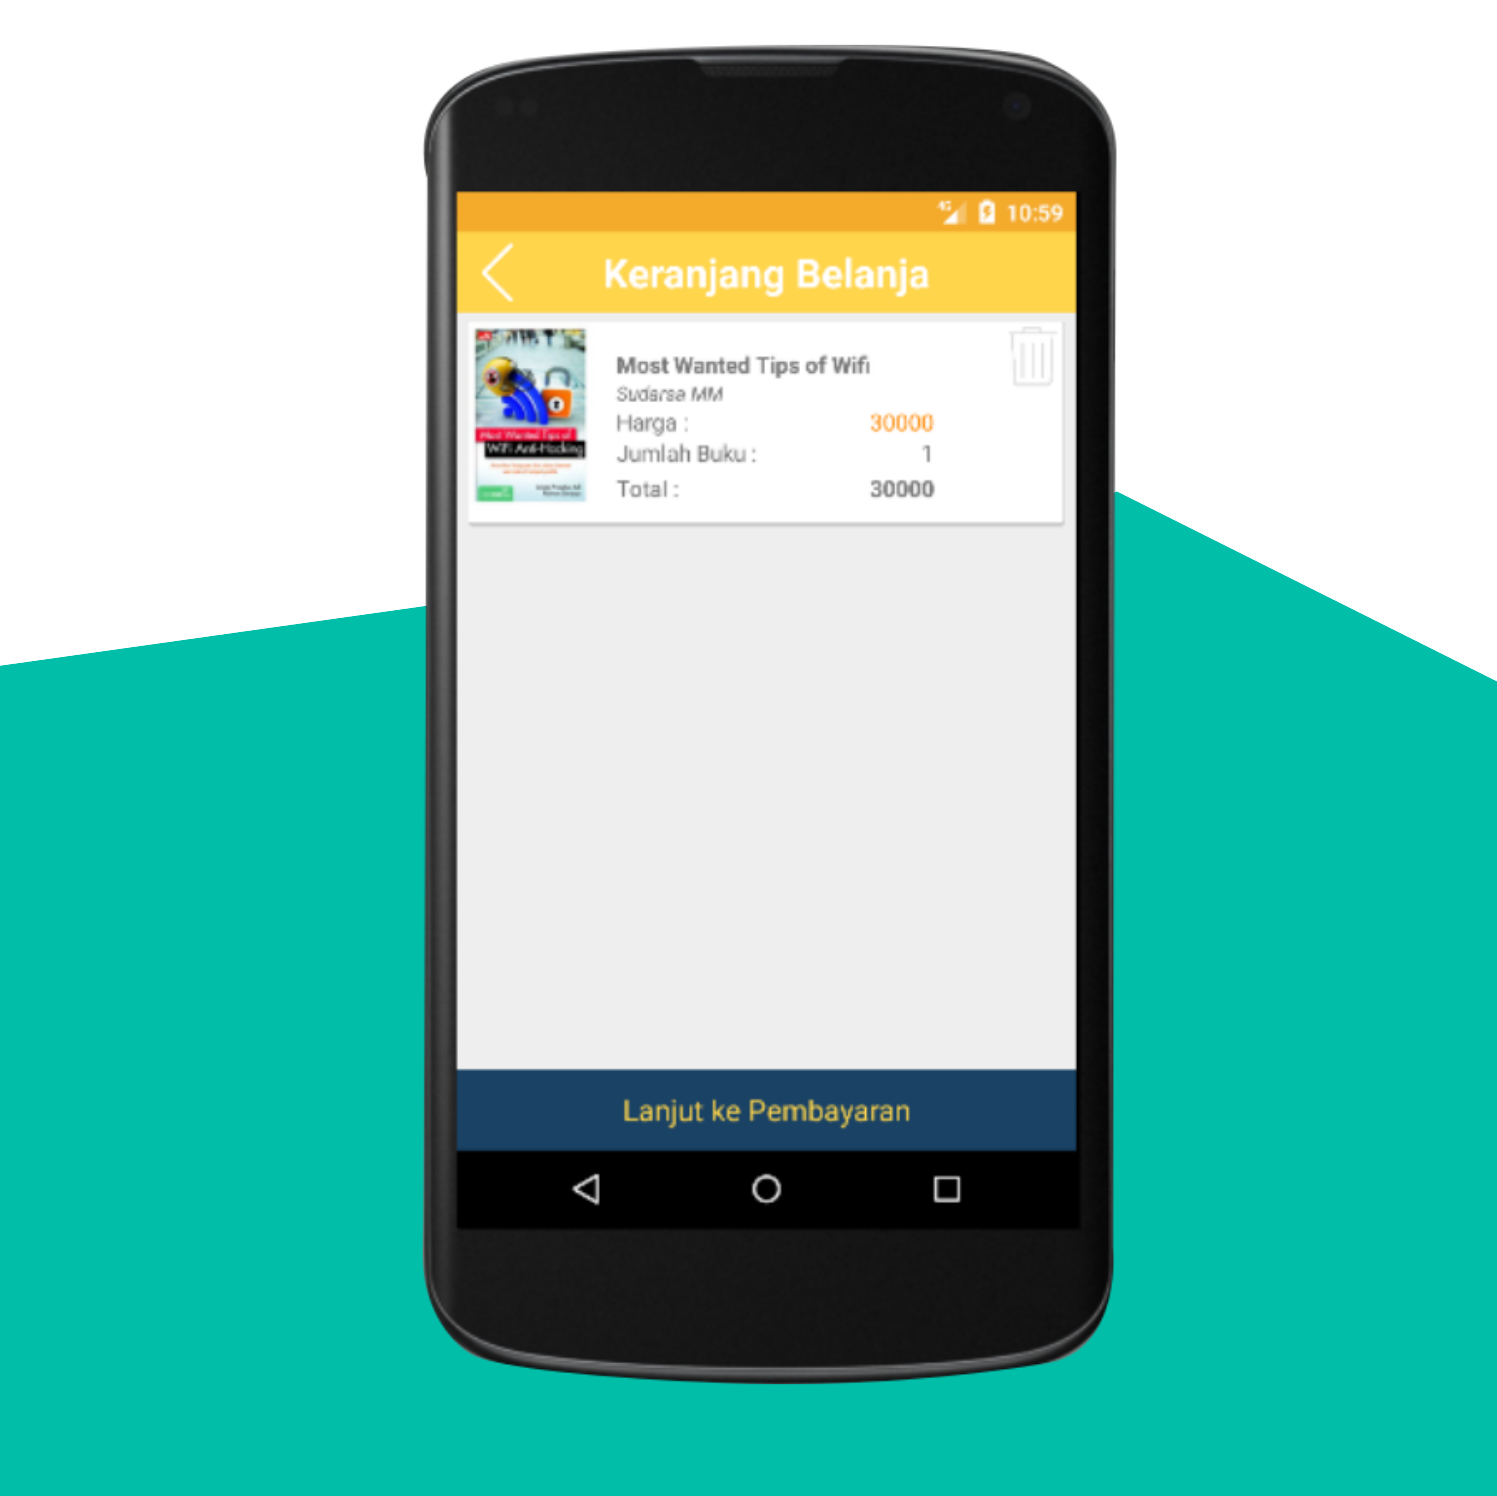 4G 10:59
Keranjang Belanja
Most Wanted Tips of Wifi
Sudarsa MM
Harga : 30000
Jumlah Buku : 1
Total : 30000
Most Wanted Tips of
WiFi Anti-Hacking
Lanjut ke Pembayaran